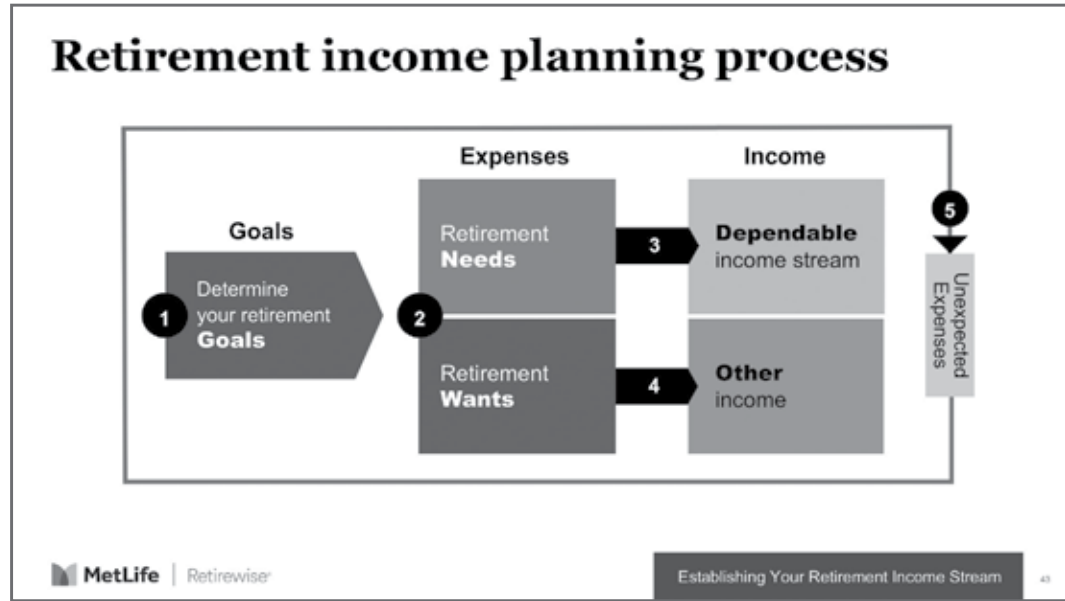 Retirement income planning process
Expenses
Income
Goals
1
Determine
your retirement
Goals
2
Retirement
Needs
Retirement
Wants
3
4
Dependable
income stream
Other
income
5
Unexpected
Expenses
MetLife | Retirewise®
Establishing Your Retirement Income Stream
43